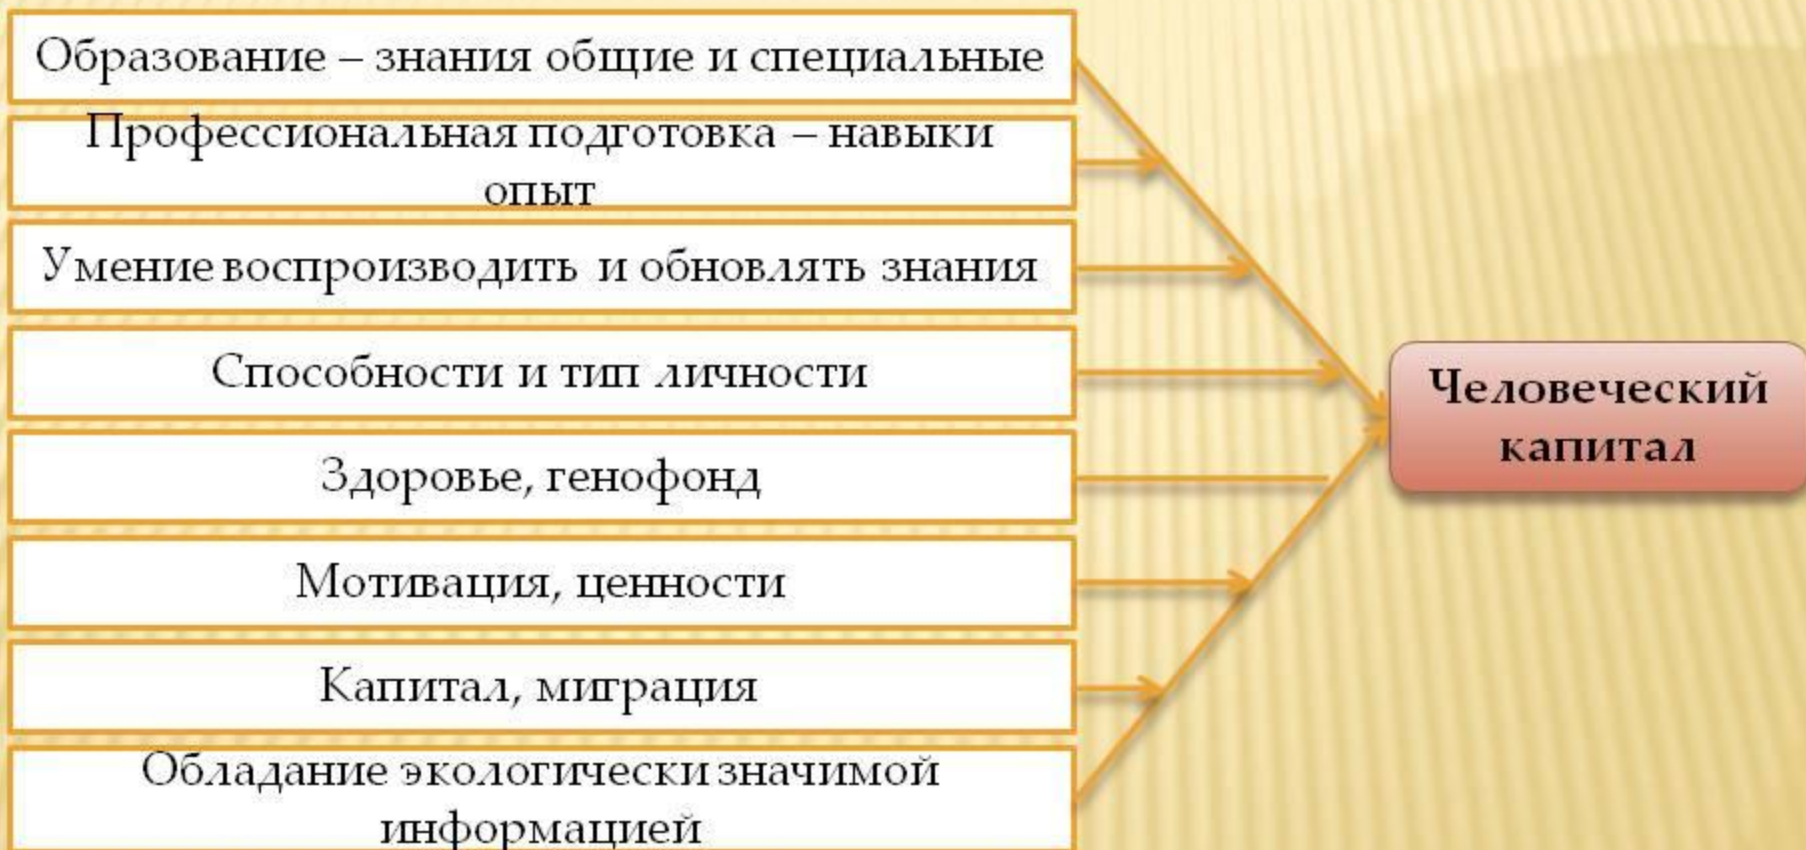 Образование – знания общие и специальные
Профессиональная подготовка – навыки
опыт
Умение воспроизводить и обновлять знания
Способности и тип личности
Здоровье, генофонд
Мотивация, ценности
Капитал, миграция
Обладание экологически значимой
информацией
Человеческий
капитал